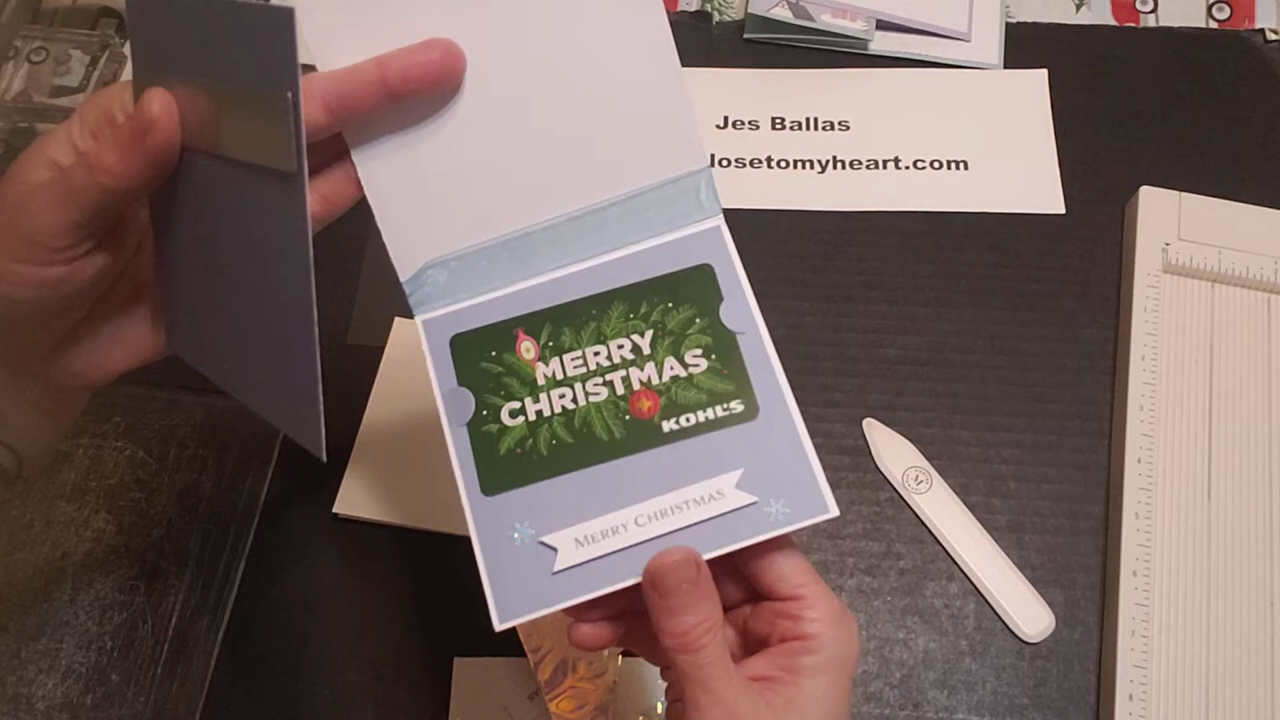 Jes Ballas
losetomyheart.com
MERRY
CHRISTMAS
KOHL'S
MERRY CHRISTMAS